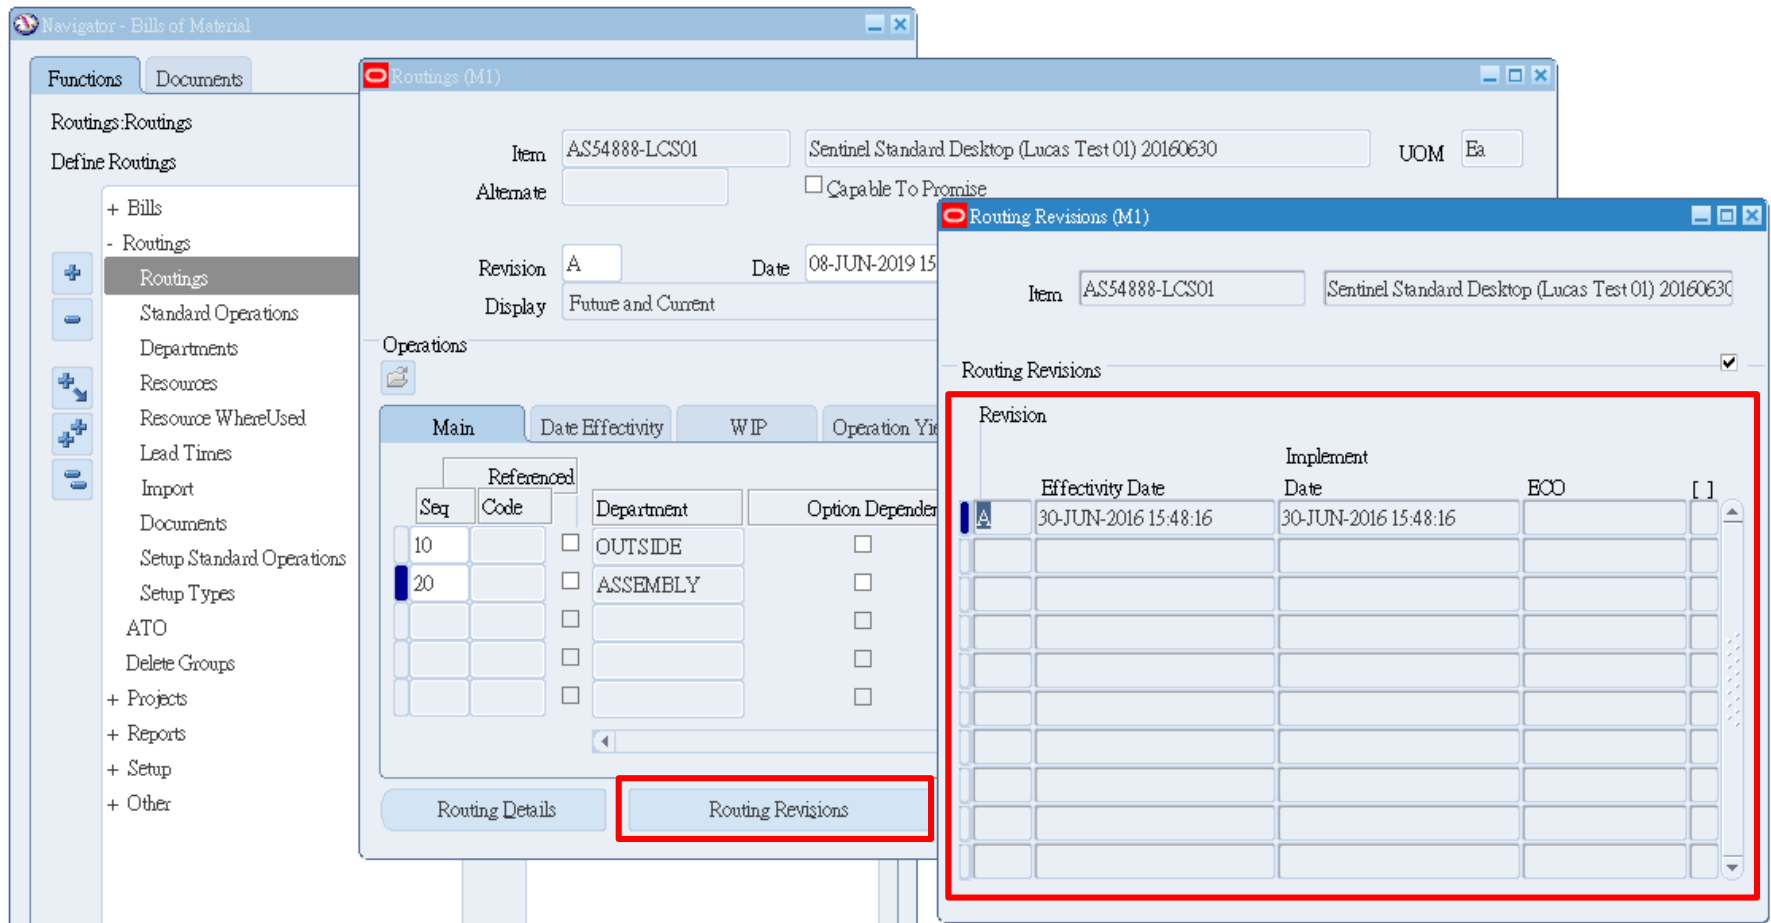 Navigator - Bills of Material
Functions
Documents
Routings:Routings
Define Routings
+ Bills
- Routings
Routings
Standard Operations
Departments
Resources
Resource WhereUsed
Lead Times
Import
Documents
Setup Standard Operations
Setup Types
ATO
Delete Groups
+ Projects
+ Reports
+ Setup
+ Other
Routings (M1)
Item AS54888-LCS01 Sentinel Standard Desktop (Lucas Test 01) 20160630 UOM Ea
Alternate Capable To Promise
Revision A Date 08-JUN-2019 15
Display Future and Current
Operations
Main Date Effectivity WIP Operation Yie
Referenced
Seq Code Department Option Depender
10 OUTSIDE
20 ASSEMBLY
Routing Details Routing Revisions
Routing Revisions (M1)
Item AS54888-LCS01 Sentinel Standard Desktop (Lucas Test 01) 20160630
Routing Revisions
Revision
Implement
Effectivity Date Date ECO [ ]
A 30-JUN-2016 15:48:16 30-JUN-2016 15:48:16